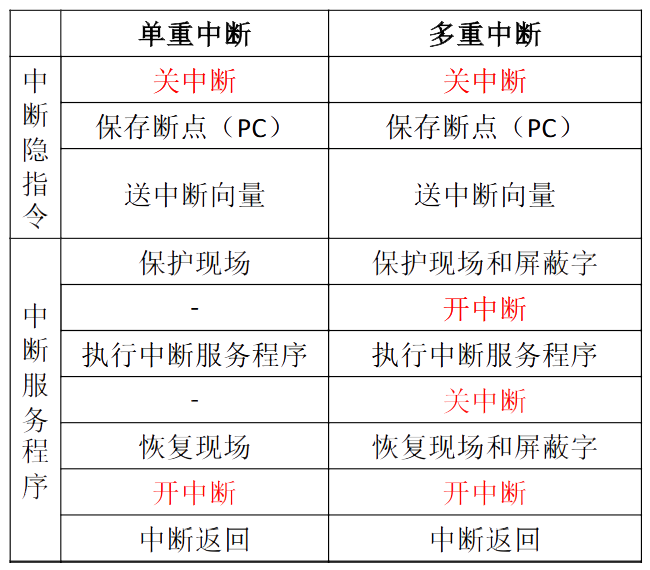 单重中断 多重中断
中断隐指令
关中断 关中断
保存断点（PC） 保存断点（PC）
送中断向量 送中断向量
中断服务程序
保护现场 保护现场和屏蔽字
- 开中断
执行中断服务程序 执行中断服务程序
- 关中断
恢复现场 恢复现场和屏蔽字
开中断 开中断
中断返回 中断返回